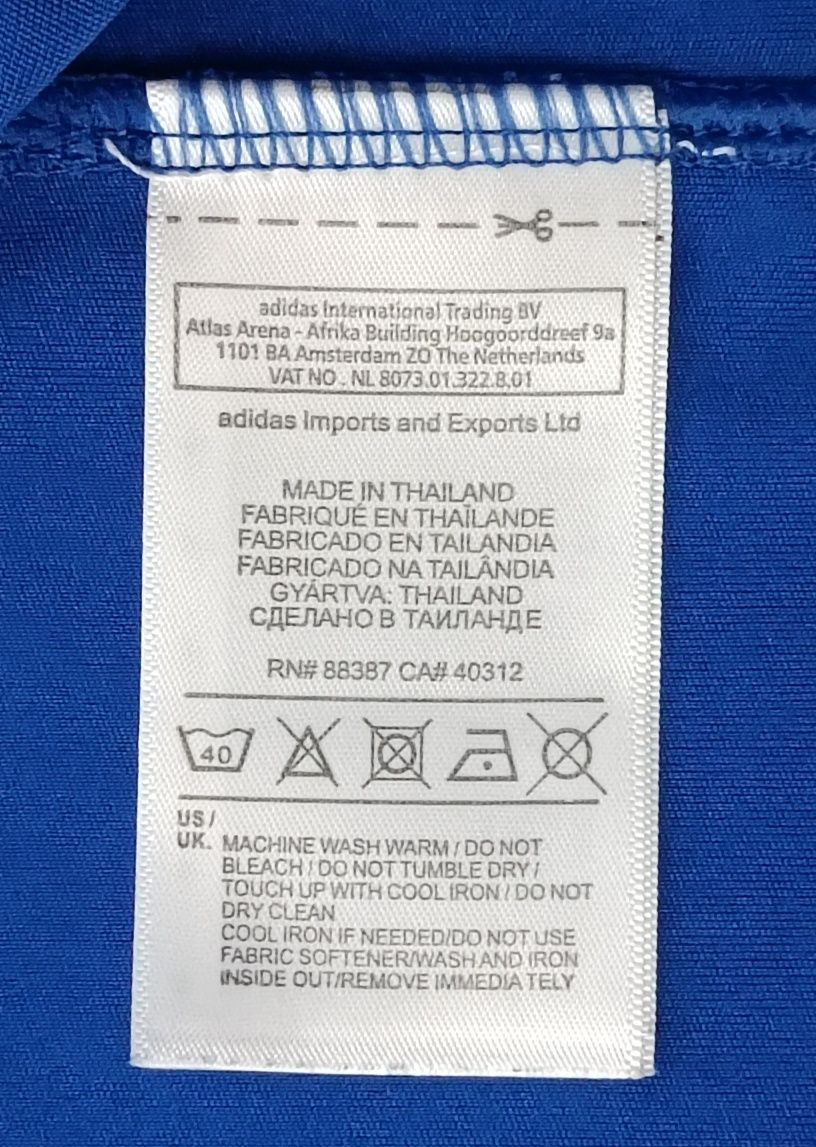 adidas International Trading BV
Atlas Arena - Afrika Building Hoogoorddreef 9a
1101 BA Amsterdam ZO The Netherlands
VAT NO . NL 8073.01.322.8.01
adidas Imports and Exports Ltd
MADE IN THAILAND
FABRIQUÉ EN THAÏLANDE
FABRICADO EN TAILANDIA
FABRICADO NA TAILÂNDIA
GYÁRTVA: THAILAND
СДЕЛАНО В ТАИЛАНДЕ
RN# 88387 CA# 40312
40
US /
UK. MACHINE WASH WARM / DO NOT
BLEACH / DO NOT TUMBLE DRY /
TOUCH UP WITH COOL IRON / DO NOT
DRY CLEAN
COOL IRON IF NEEDED/DO NOT USE
FABRIC SOFTENER/WASH AND IRON
INSIDE OUT/REMOVE IMMEDIA TELY